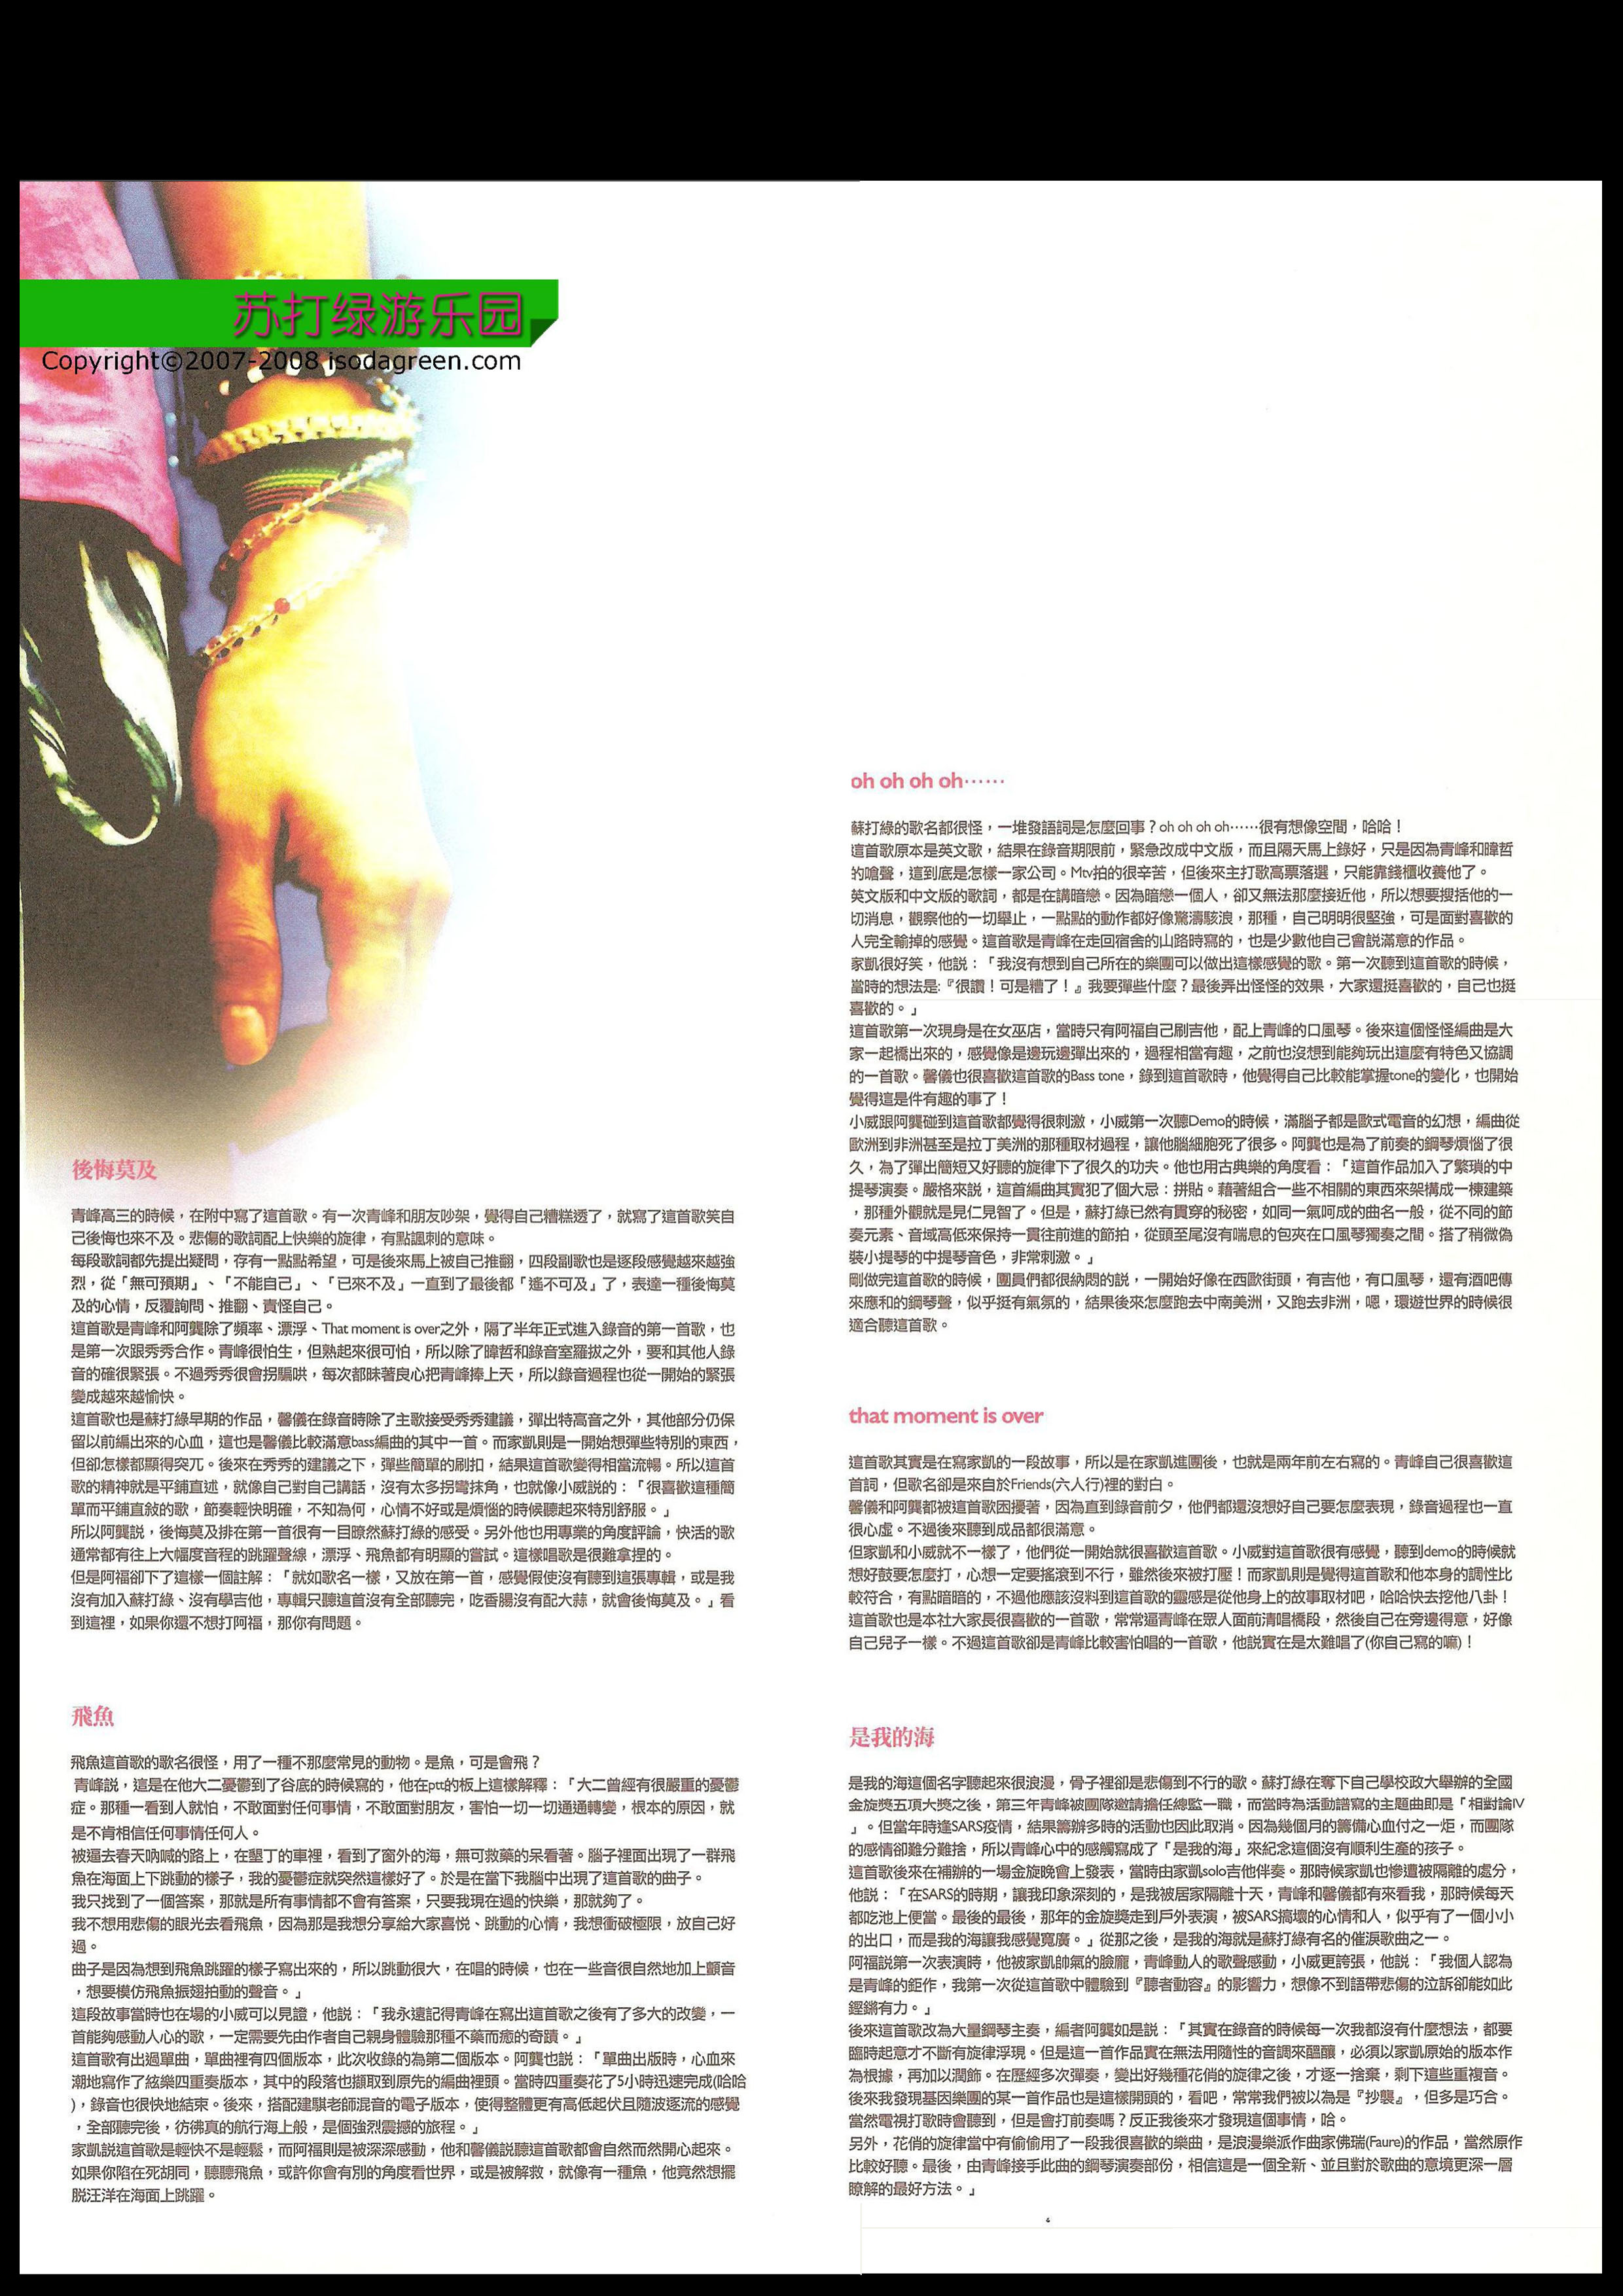 苏打绿游乐园
Copyright©2007-2008 isodagreen.com
後悔莫及
青峰高三的時候，在附中寫了這首歌。有一次青峰和朋友吵架，覺得自己糟糕透了，就寫了這首歌笑自
己後悔也來不及。悲傷的歌詞配上快樂的旋律，有點諷刺的意味。
每段歌詞都先提出疑問，存有一點點希望，可是後來馬上被自己推翻，四段副歌也是逐段感覺越來越強
烈，從「無可預期」、「不能自己」、「已來不及」一直到了最後都「遙不可及」了，表達一種後悔莫
及的心情，反覆詢問、推翻、責怪自己。
這首歌是青峰和阿龔除了頻率、漂浮、That moment is over之外，隔了半年正式進入錄音的第一首歌，也
是第一次跟秀秀合作。青峰很怕生，但熟起來很可怕，所以除了暐哲和錄音室羅拔之外，要和其他人錄
音的確很緊張。不過秀秀很會拐騙哄，每次都昧著良心把青峰捧上天，所以錄音過程也從一開始的緊張
變成越來越愉快。
這首歌也是蘇打綠早期的作品，馨儀在錄音時除了主歌接受秀秀建議，彈出特高音之外，其他部分仍保
留以前編出來的心血，這也是馨儀比較滿意bass編曲的其中一首。而家凱則是一開始想彈些特別的東西，
但卻怎樣都顯得突兀。後來在秀秀的建議之下，彈些簡單的刷扣，結果這首歌變得相當流暢。所以這首
歌的精神就是平鋪直述，就像自己對自己講話，沒有太多拐彎抹角，也就像小威說的：「很喜歡這種簡
單而平鋪直敘的歌，節奏輕快明確，不知為何，心情不好或是煩惱的時候聽起來特別舒服。」
所以阿龔說，後悔莫及排在第一首很有一目瞭然蘇打綠的感受。另外他也用專業的角度評論，快活的歌
通常都有往上大幅度音程的跳躍聲線，漂浮、飛魚都有明顯的嘗試。這樣唱歌是很難拿捏的。
但是阿福卻下了這樣一個註解：「就如歌名一樣，又放在第一首，感覺假使沒有聽到這張專輯，或是我
沒有加入蘇打綠、沒有學吉他，專輯只聽這首沒有全部聽完，吃香腸沒有配大蒜，就會後悔莫及。」看
到這裡，如果你還不想打阿福，那你有問題。
飛魚
飛魚這首歌的歌名很怪，用了一種不那麼常見的動物。是魚，可是會飛？
青峰說，這是在他大二憂鬱到了谷底的時候寫的，他在ptt的板上這樣解釋：「大二曾經有很嚴重的憂鬱
症。那種一看到人就怕，不敢面對任何事情，不敢面對朋友，害怕一切一切通通轉變，根本的原因，就
是不肯相信任何事情任何人。
被逼去春天吶喊的路上，在墾丁的車裡，看到了窗外的海，無可救藥的呆看著。腦子裡面出現了一群飛
魚在海面上下跳動的樣子，我的憂鬱症就突然這樣好了。於是在當下我腦中出現了這首歌的曲子。
我只找到了一個答案，那就是所有事情都不會有答案，只要我現在過的快樂，那就夠了。
我不想用悲傷的眼光去看飛魚，因為那是我想分享給大家喜悅、跳動的心情，我想衝破極限，放自己好
過。
曲子是因為想到飛魚跳躍的樣子寫出來的，所以跳動很大，在唱的時候，也在一些音很自然地加上顫音
，想要模仿飛魚振翅拍動的聲音。」
這段故事當時也在場的小威可以見證，他說：「我永遠記得青峰在寫出這首歌之後有了多大的改變，一
首能夠感動人心的歌，一定需要先由作者自己親身體驗那種不藥而癒的奇蹟。」
這首歌有出過單曲，單曲裡有四個版本，此次收錄的為第二個版本。阿龔也說：「單曲出版時，心血來
潮地寫作了絃樂四重奏版本，其中的段落也擷取到原先的編曲裡頭。當時四重奏花了5小時迅速完成(哈哈
)，錄音也很快地結束。後來，搭配建騏老師混音的電子版本，使得整體更有高低起伏且隨波逐流的感覺
，全部聽完後，彷彿真的航行海上般，是個強烈震撼的旅程。」
家凱說這首歌是輕快不是輕鬆，而阿福則是被深深感動，他和馨儀說聽這首歌都會自然而然開心起來。
如果你陷在死胡同，聽聽飛魚，或許你會有別的角度看世界，或是被解救，就像有一種魚，他竟然想擺
脫汪洋在海面上跳躍。
oh oh oh oh……
蘇打綠的歌名都很怪，一堆發語詞是怎麼回事？oh oh oh oh……很有想像空間，哈哈！
這首歌原本是英文歌，結果在錄音期限前，緊急改成中文版，而且隔天馬上錄好，只是因為青峰和暐哲
的嗆聲，這到底是怎樣一家公司。Mtv拍的很辛苦，但後來主打歌高票落選，只能靠錢櫃收養他了。
英文版和中文版的歌詞，都是在講暗戀。因為暗戀一個人，卻又無法那麼接近他，所以想要搜括他的一
切消息，觀察他的一切舉止，一點點的動作都好像驚濤駭浪，那種，自己明明很堅強，可是面對喜歡的
人完全輸掉的感覺。這首歌是青峰在走回宿舍的山路時寫的，也是少數他自己會說滿意的作品。
家凱很好笑，他說：「我沒有想到自己所在的樂團可以做出這樣感覺的歌。第一次聽到這首歌的時候，
當時的想法是:『很讚！可是糟了！』我要彈些什麼？最後弄出怪怪的效果，大家還挺喜歡的，自己也挺
喜歡的。」
這首歌第一次現身是在女巫店，當時只有阿福自己刷吉他，配上青峰的口風琴。後來這個怪怪編曲是大
家一起橋出來的，感覺像是邊玩邊彈出來的，過程相當有趣，之前也沒想到能夠玩出這麼有特色又協調
的一首歌。馨儀也很喜歡這首歌的Bass tone，錄到這首歌時，他覺得自己比較能掌握tone的變化，也開始
覺得這是件有趣的事了！
小威跟阿龔碰到這首歌都覺得很刺激，小威第一次聽Demo的時候，滿腦子都是歐式電音的幻想，編曲從
歐洲到非洲甚至是拉丁美洲的那種取材過程，讓他腦細胞死了很多。阿龔也是為了前奏的鋼琴煩惱了很
久，為了彈出簡短又好聽的旋律下了很久的功夫。他也用古典樂的角度看：「這首作品加入了繁瑣的中
提琴演奏。嚴格來說，這首編曲其實犯了個大忌：拼貼。藉著組合一些不相關的東西來架構成一棟建築
，那種外觀就是見仁見智了。但是，蘇打綠已然有貫穿的秘密，如同一氣呵成的曲名一般，從不同的節
奏元素、音域高低來保持一貫往前進的節拍，從頭至尾沒有喘息的包夾在口風琴獨奏之間。搭了稍微偽
裝小提琴的中提琴音色，非常刺激。」
剛做完這首歌的時候，團員們都很納悶的說，一開始好像在西歐街頭，有吉他，有口風琴，還有酒吧傳
來應和的鋼琴聲，似乎挺有氣氛的，結果後來怎麼跑去中南美洲，又跑去非洲，嗯，環遊世界的時候很
適合聽這首歌。
that moment is over
這首歌其實是在寫家凱的一段故事，所以是在家凱進團後，也就是兩年前左右寫的。青峰自己很喜歡這
首詞，但歌名卻是來自於Friends(六人行)裡的對白。
馨儀和阿龔都被這首歌困擾著，因為直到錄音前夕，他們都還沒想好自己要怎麼表現，錄音過程也一直
很心虛。不過後來聽到成品都很滿意。
但家凱和小威就不一樣了，他們從一開始就很喜歡這首歌。小威對這首歌很有感覺，聽到demo的時候就
想好鼓要怎麼打，心想一定要搖滾到不行，雖然後來被打壓！而家凱則是覺得這首歌和他本身的調性比
較符合，有點暗暗的，不過他應該沒料到這首歌的靈感是從他身上的故事取材吧，哈哈快去挖他八卦！
這首歌也是本社大家長很喜歡的一首歌，常常逼青峰在眾人面前清唱橋段，然後自己在旁邊得意，好像
自己兒子一樣。不過這首歌卻是青峰比較害怕唱的一首歌，他說實在是太難唱了(你自己寫的嘛)！
是我的海
是我的海這個名字聽起來很浪漫，骨子裡卻是悲傷到不行的歌。蘇打綠在奪下自己學校政大舉辦的全國
金旋獎五項大獎之後，第三年青峰被團隊邀請擔任總監一職，而當時為活動譜寫的主題曲即是「相對論IV
」。但當年時逢SARS疫情，結果籌辦多時的活動也因此取消。因為幾個月的籌備心血付之一炬，而團隊
的感情卻難分難捨，所以青峰心中的感觸寫成了「是我的海」來紀念這個沒有順利生產的孩子。
這首歌後來在補辦的一場金旋晚會上發表，當時由家凱solo吉他伴奏。那時候家凱也慘遭被隔離的處分，
他說：「在SARS的時期，讓我印象深刻的，是我被居家隔離十天，青峰和馨儀都有來看我，那時候每天
都吃池上便當。最後的最後，那年的金旋獎走到戶外表演，被SARS搞壞的心情和人，似乎有了一個小小
的出口，而是我的海讓我感覺寬廣。」從那之後，是我的海就是蘇打綠有名的催淚歌曲之一。
阿福說第一次表演時，他被家凱帥氣的臉龐，青峰動人的歌聲感動，小威更誇張，他說：「我個人認為
是青峰的鉅作，我第一次從這首歌中體驗到『聽者動容』的影響力，想像不到語帶悲傷的泣訴卻能如此
鏗鏘有力。」
後來這首歌改為大量鋼琴主奏，編者阿龔如是說：「其實在錄音的時候每一次我都沒有什麼想法，都要
臨時起意才不斷有旋律浮現。但是這一首作品實在無法用隨性的音調來醞釀，必須以家凱原始的版本作
為根據，再加以潤飾。在歷經多次彈奏，變出好幾種花俏的旋律之後，才逐一捨棄，剩下這些重複音。
後來我發現基因樂團的某一首作品也是這樣開頭的，看吧，常常我們被以為是『抄襲』，但多是巧合。
當然電視打歌時會聽到，但是會打前奏嗎？反正我後來才發現這個事情，哈。
另外，花俏的旋律當中有偷偷用了一段我很喜歡的樂曲，是浪漫樂派作曲家佛瑞(Faure)的作品，當然原作
比較好聽。最後，由青峰接手此曲的鋼琴演奏部份，相信這是一個全新、並且對於歌曲的意境更深一層
瞭解的最好方法。」